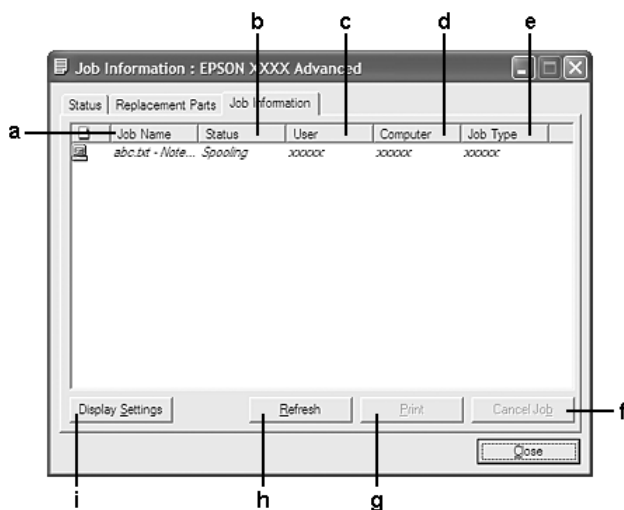 b c d e
Job Information : EPSON XXXX Advanced
Status Replacement Parts Job Information
a Job Name Status User Computer Job Type
abc.txt - Note... Spooling xxxxxx xxxxxx xxxxxx
Display Settings Refresh Print Cancel Job f
Close
i h g